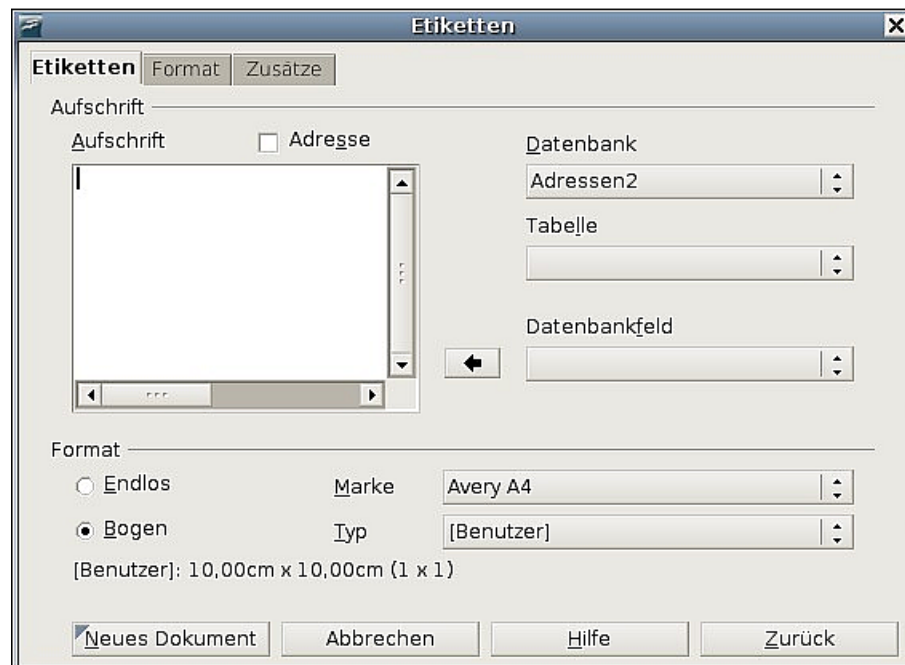 Etiketten
Etiketten Format Zusätze
Aufschrift
Aufschrift Adresse
Datenbank
Adressen2
Tabelle
Datenbankfeld
Format
Endlos
Marke Avery A4
Bogen
Typ [Benutzer]
[Benutzer]: 10,00cm x 10,00cm (1 x 1)
Neues Dokument Abbrechen Hilfe Zurück